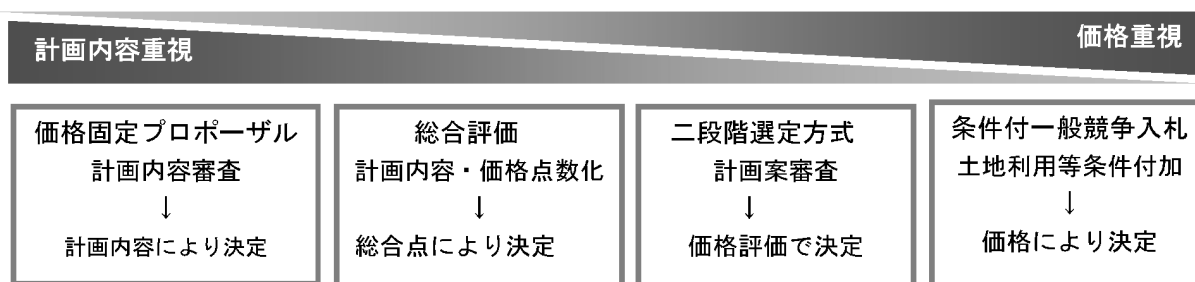 計画内容重視
価格重視
価格固定プロポーザル
計画内容審査
↓
計画内容により決定
総合評価
計画内容・価格点数化
↓
総合点により決定
二段階選定方式
計画案審査
↓
価格評価で決定
条件付一般競争入札
土地利用等条件付加
↓
価格により決定